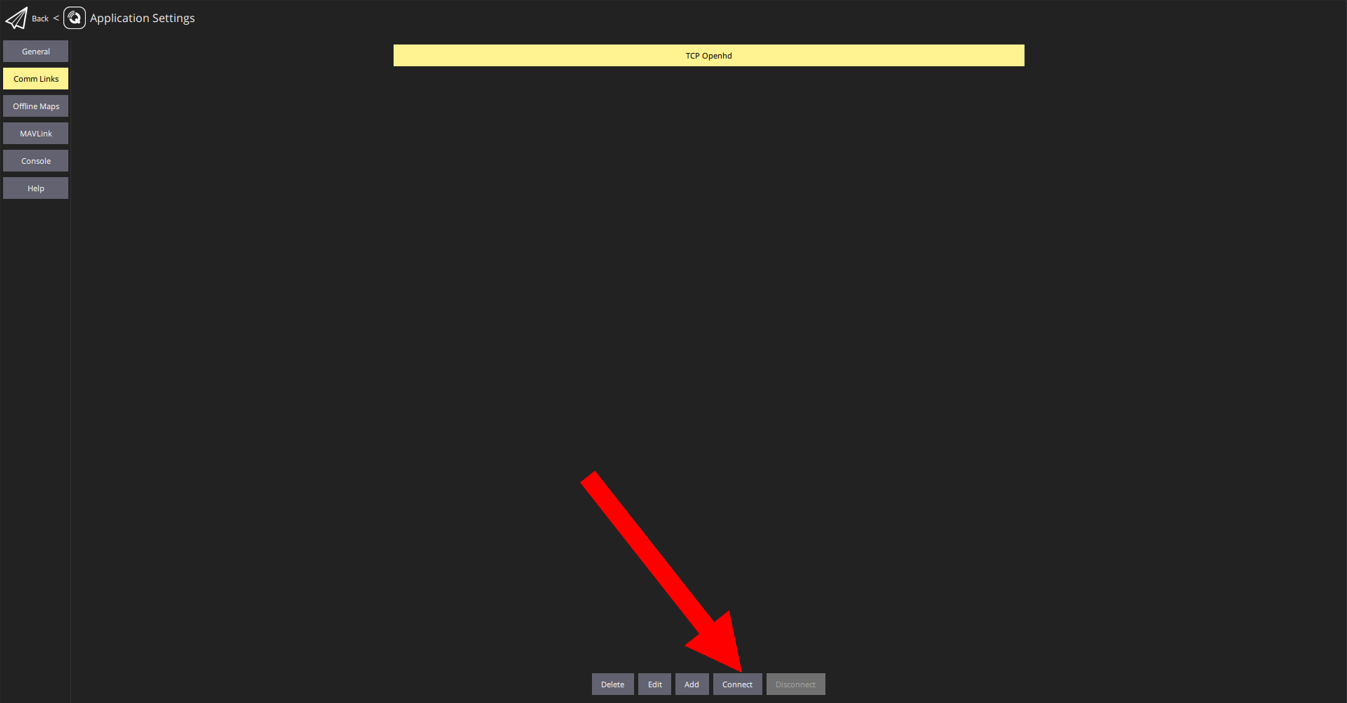 Back < Application Settings
General
Comm Links
Offline Maps
MAVLink
Console
Help
TCP Openhd
Delete Edit Add Connect Disconnect